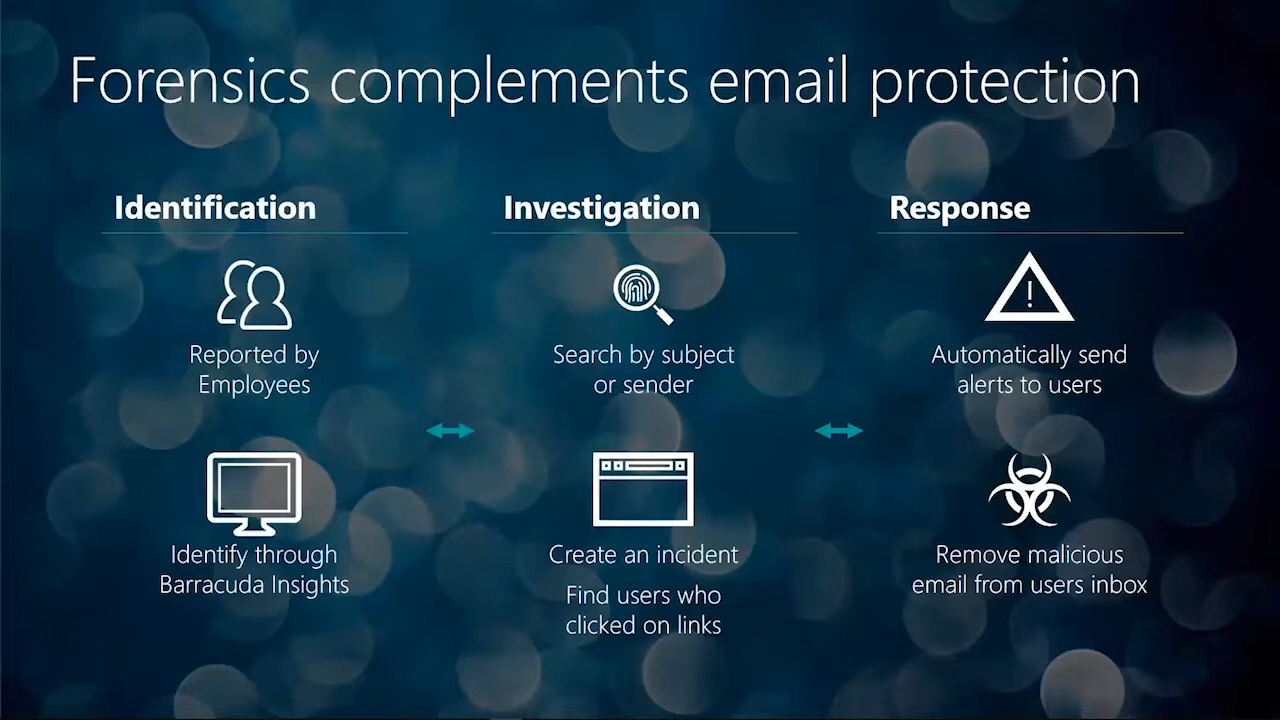 Forensics complements email protection
Identification
Reported by
Employees
Identify through
Barracuda Insights
Investigation
Search by subject
or sender
Create an incident
Find users who
clicked on links
Response
Automatically send
alerts to users
Remove malicious
email from users inbox